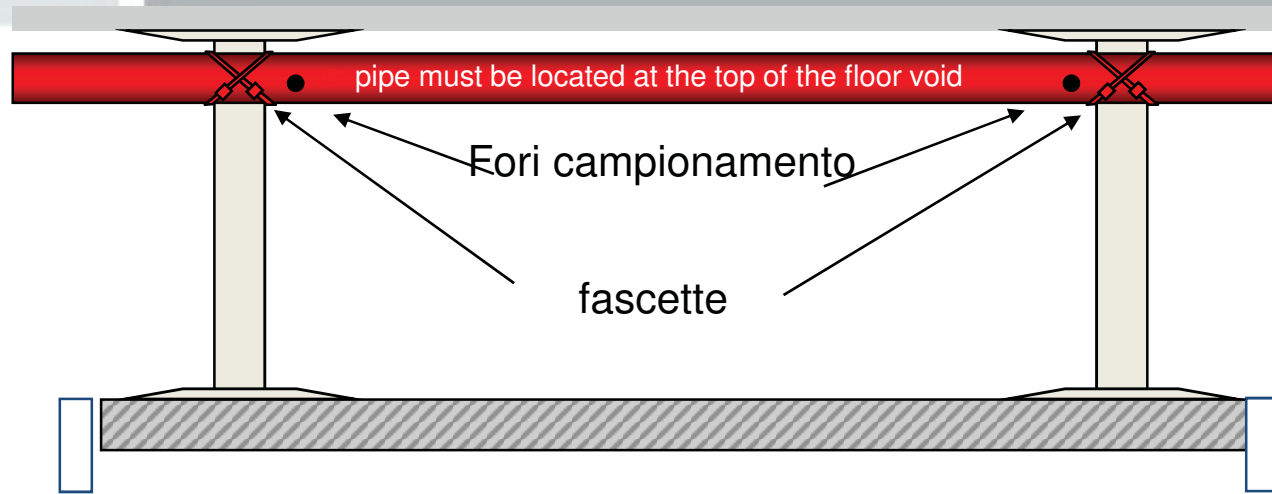 pipe must be located at the top of the floor void
Fori campionamento
fascette